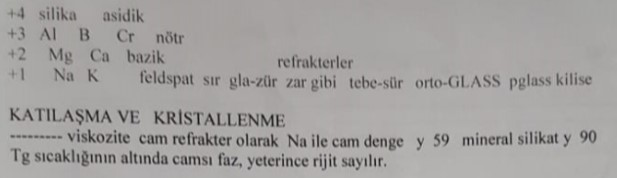 +4 silika asidik
+3 Al B Cr nötr
+2 Mg Ca bazik refrakterler
+1 Na K feldspat sır gla-zür zar gibi tebe-sür orto-GLASS pglass kilise
KATILAŞMA VE KRİSTALLENME
--------- viskozite cam refrakter olarak Na ile cam denge y 59 mineral silikat y 90
Tg sıcaklığının altında camsı faz, yeterince rijit sayılır.